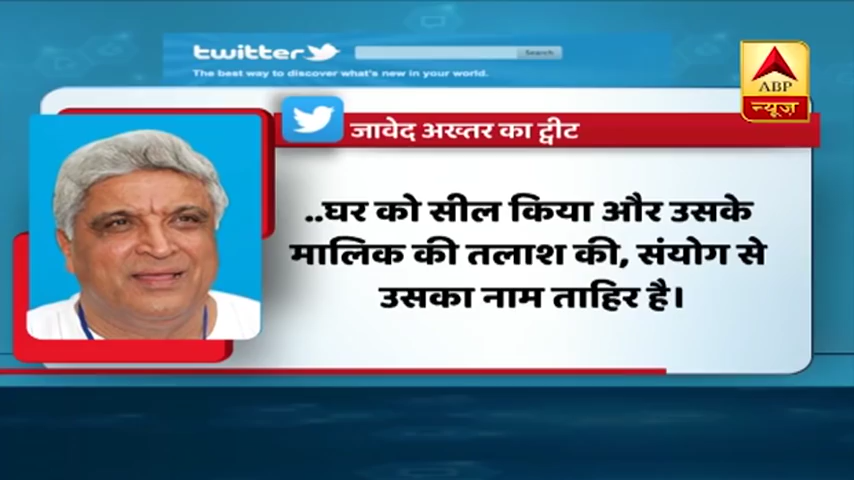 twitter
Search
The best way to discover what's new in your world.
ABP
न्यूज़
जावेद अख्तर का ट्वीट
..घर को सील किया और उसके
मालिक की तलाश की, संयोग से
उसका नाम ताहिर है।